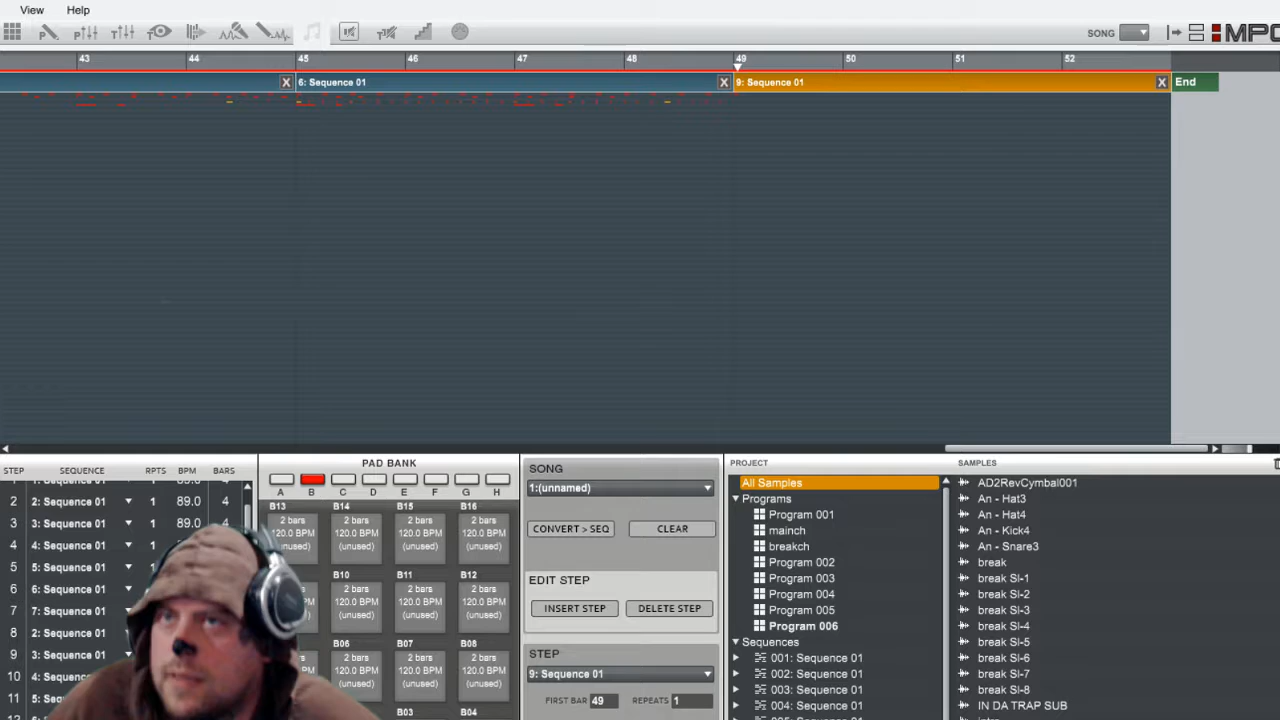 View Help
SONG
MPC
43 44 45 46 47 48 49 50 51 52
6: Sequence 01
9: Sequence 01
End
STEP SEQUENCE RPTS BPM BARS
1: Sequence 01
2 2: Sequence 01 1 89.0 4
3 3: Sequence 01 1 89.0 4
4 4: Sequence 01 1
5 5: Sequence 01 1
6 6: Sequence 01
7 7: Sequence 01
8 2: Sequence 01
9 3: Sequence 01
10
11
PAD BANK
A B C D E F G H
B13 B14 B15 B16
2 bars 2 bars 2 bars 2 bars
120.0 BPM 120.0 BPM 120.0 BPM 120.0 BPM
(unused) (unused) (unused) (unused)
B10 B11 B12
2 bars 2 bars 2 bars
120.0 BPM 120.0 BPM 120.0 BPM
(unused) (unused) (unused)
B06 B07 B08
2 bars 2 bars 2 bars
120.0 BPM 120.0 BPM 120.0 BPM
(unused) (unused) (unused)
B03 B04
SONG
1:(unnamed)
CONVERT > SEQ CLEAR
EDIT STEP
INSERT STEP DELETE STEP
STEP
9: Sequence 01
FIRST BAR 49 REPEATS 1
PROJECT
All Samples
Programs
Program 001
mainch
breakch
Program 002
Program 003
Program 004
Program 005
Program 006
Sequences
001: Sequence 01
002: Sequence 01
003: Sequence 01
004: Sequence 01
SAMPLES
AD2RevCymbal001
An - Hat3
An - Hat4
An - Kick4
An - Snare3
break
break Sl-1
break Sl-2
break Sl-3
break Sl-4
break Sl-5
break Sl-6
break Sl-7
break Sl-8
IN DA TRAP SUB